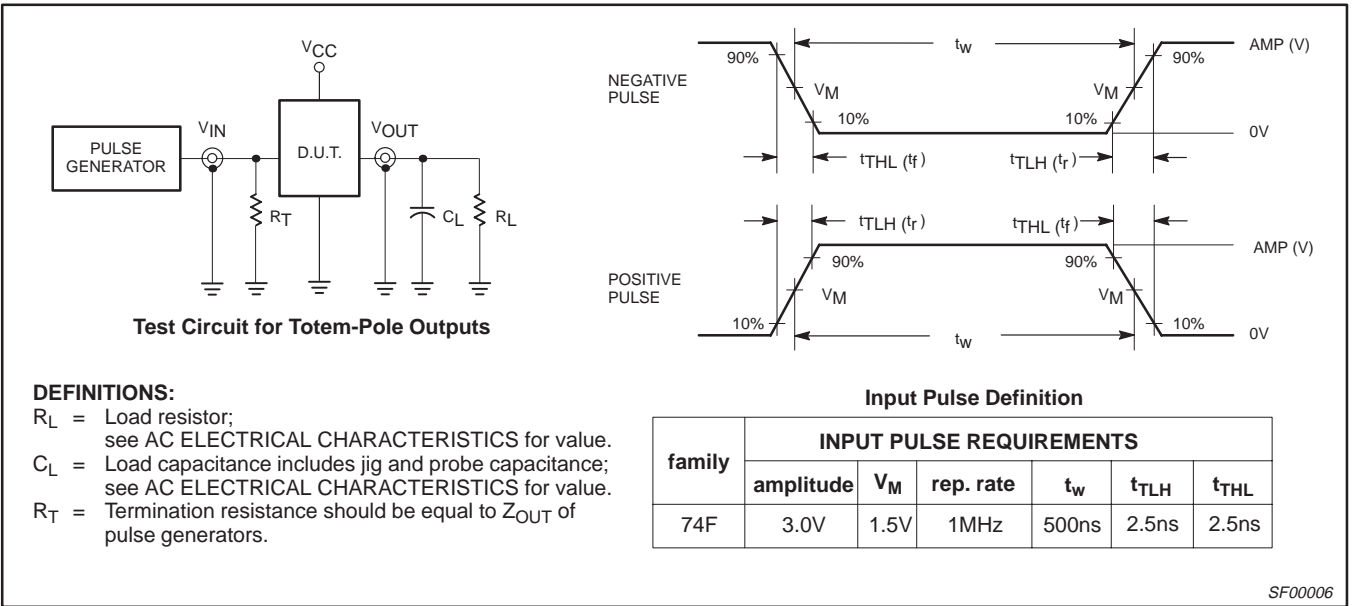 VCC
NEGATIVE
PULSE
90%
tw
90%
AMP (V)
VM
VM
10%
10%
0V
tTHL (tf)
tTLH (tr)
PULSE
GENERATOR
VIN
D.U.T.
VOUT
RT
CL
RL
Test Circuit for Totem-Pole Outputs
tTLH (tr)
tTHL (tf)
AMP (V)
POSITIVE
PULSE
90%
90%
VM
VM
10%
10%
tw
0V
DEFINITIONS:
RL = Load resistor;
see AC ELECTRICAL CHARACTERISTICS for value.
CL = Load capacitance includes jig and probe capacitance;
see AC ELECTRICAL CHARACTERISTICS for value.
RT = Termination resistance should be equal to ZOUT of
pulse generators.
Input Pulse Definition
family
INPUT PULSE REQUIREMENTS
amplitude VM rep. rate tw tTLH tTHL
74F 3.0V 1.5V 1MHz 500ns 2.5ns 2.5ns
SF00006